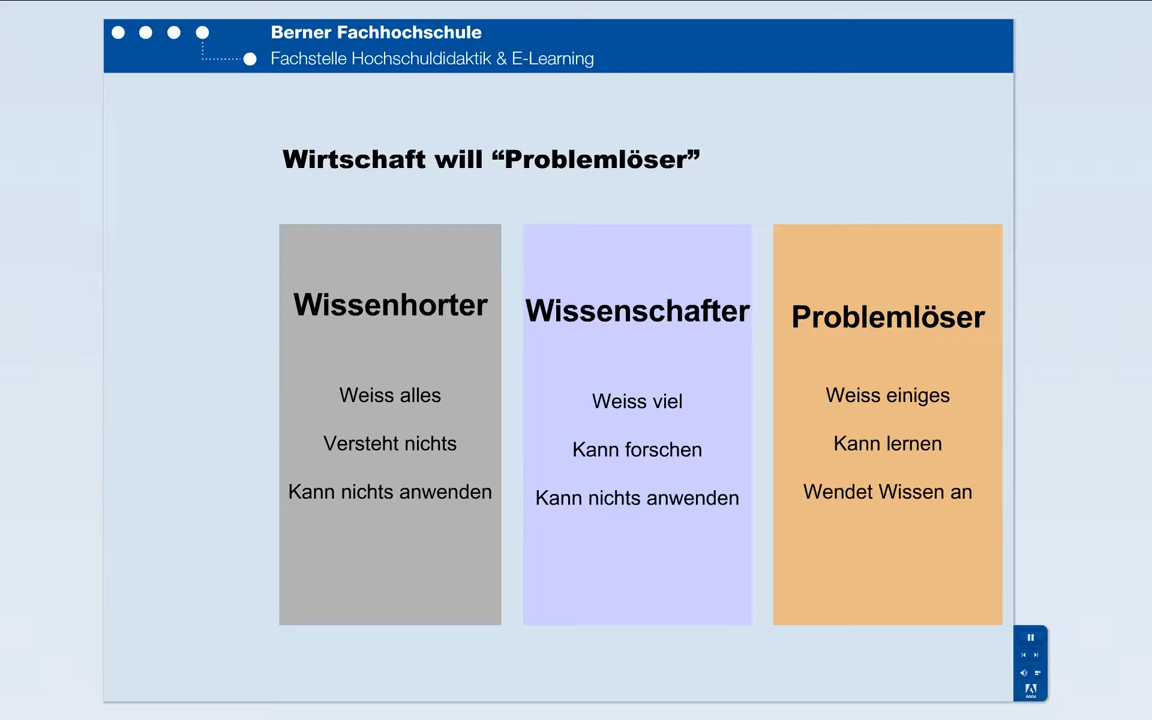 Berner Fachhochschule
Fachstelle Hochschuldidaktik & E-Learning
Wirtschaft will “Problemlöser”
Wissenhorter
Weiss alles
Versteht nichts
Kann nichts anwenden
Wissenschafter
Weiss viel
Kann forschen
Kann nichts anwenden
Problemlöser
Weiss einiges
Kann lernen
Wendet Wissen an